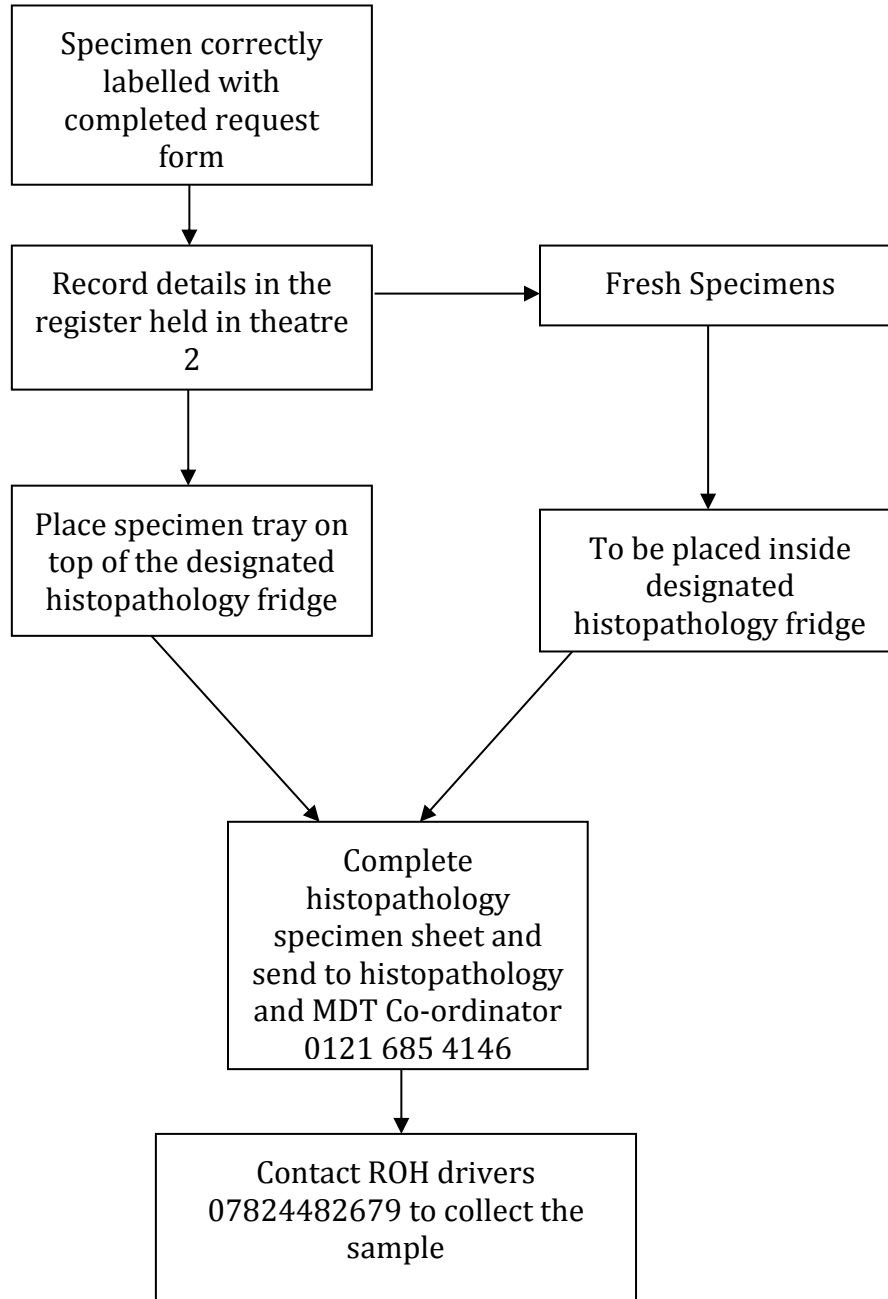 Specimen correctly
labelled with
completed request
form
Record details in the
register held in theatre
2
Fresh Specimens
Place specimen tray on
top of the designated
histopathology fridge
To be placed inside
designated
histopathology fridge
Complete
histopathology
specimen sheet and
send to histopathology
and MDT Co-ordinator
0121 685 4146
Contact ROH drivers
07824482679 to collect the
sample